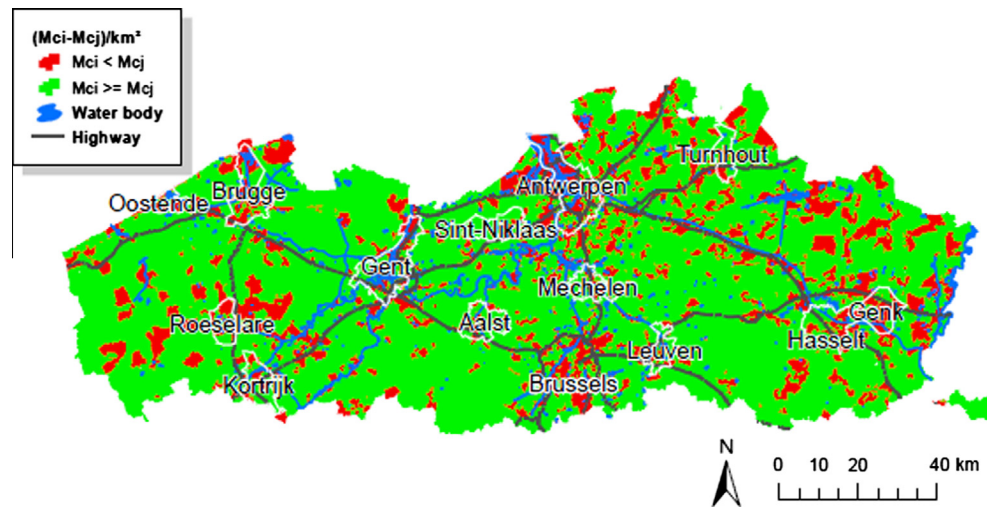 (Mci-Mcj)/km²
Mci < Mcj
Mci >= Mcj
Water body
Highway
Turnhout
Brugge
Antwerpen
Oostende
Sint-Niklaas
Gent
Mechelen
Genk
Roeselare
Aalst
Hasselt
Leuven
Kortrijk
Brussels
N
0 10 20 40 km